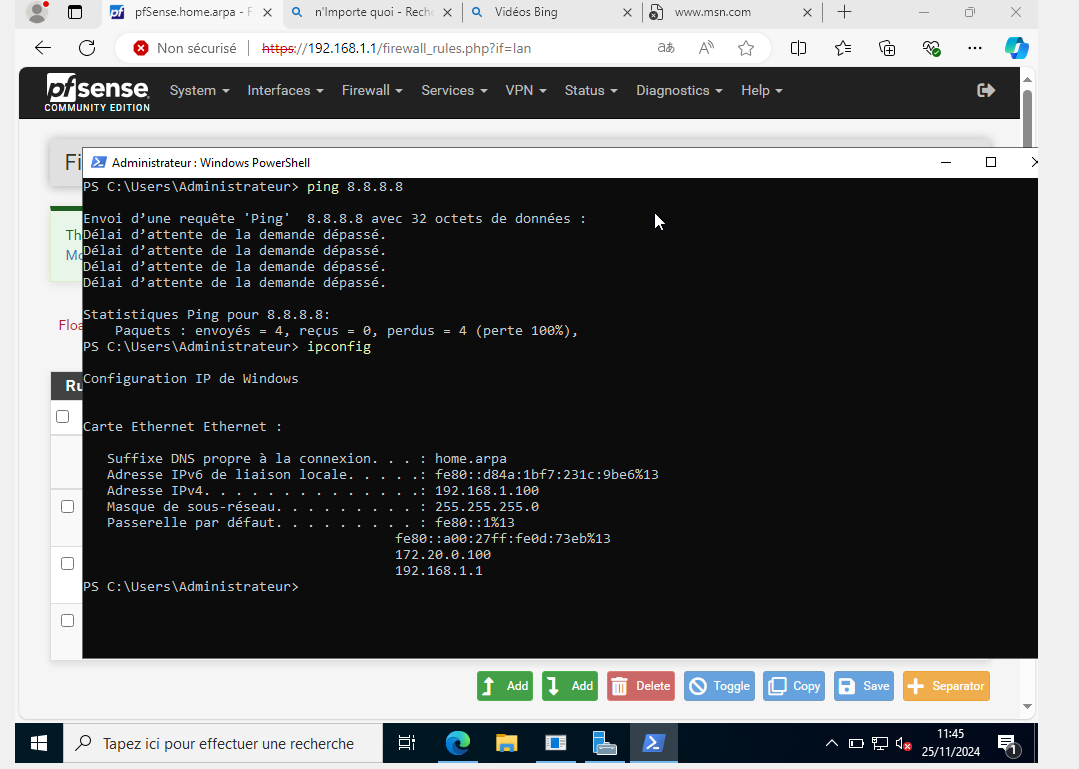 pfSense.home.arpa - F
n'Importe quoi - Reche
Vidéos Bing
www.msn.com
Non sécurisé
https://192.168.1.1/firewall_rules.php?if=lan
pfsense
COMMUNITY EDITION
System
Interfaces
Firewall
Services
VPN
Status
Diagnostics
Help
Fi
Administrateur : Windows PowerShell
PS C:\Users\Administrateur> ping 8.8.8.8
Envoi d’une requête 'Ping'  8.8.8.8 avec 32 octets de données :
Délai d’attente de la demande dépassé.
Délai d’attente de la demande dépassé.
Délai d’attente de la demande dépassé.
Délai d’attente de la demande dépassé.
Statistiques Ping pour 8.8.8.8:
    Paquets : envoyés = 4, reçus = 0, perdus = 4 (perte 100%),
PS C:\Users\Administrateur> ipconfig
Configuration IP de Windows
Carte Ethernet Ethernet :
   Suffixe DNS propre à la connexion. . . : home.arpa
   Adresse IPv6 de liaison locale. . . . .: fe80::d84a:1bf7:231c:9be6%13
   Adresse IPv4. . . . . . . . . . . . . .: 192.168.1.100
   Masque de sous-réseau. . . . . . . . . : 255.255.255.0
   Passerelle par défaut. . . . . . . . . : fe80::1%13
                                       fe80::a00:27ff:fe0d:73eb%13
                                       172.20.0.100
                                       192.168.1.1
PS C:\Users\Administrateur>
Th
Mo
Floa
Ru
Add
Add
Delete
Toggle
Copy
Save
Separator
Tapez ici pour effectuer une recherche
11:45
25/11/2024
1